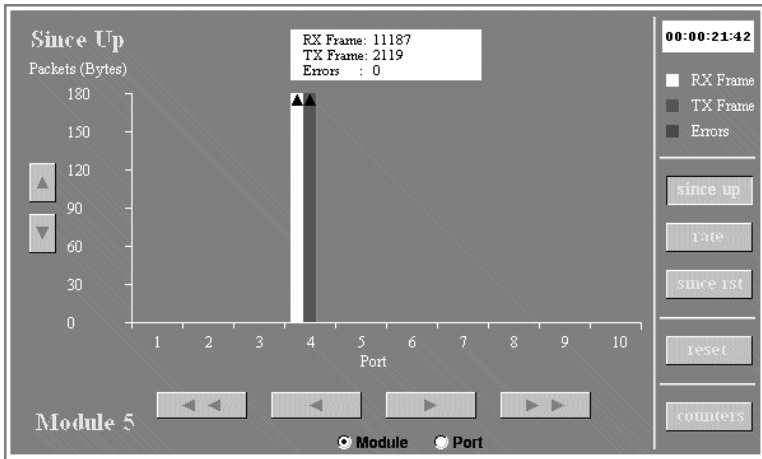 Since Up
Packets (Bytes)
RX Frame: 11187
TX Frame: 2119
Errors : 0
00:00:21:42
RX Frame
TX Frame
Errors
180
150
120
90
60
30
0
1 2 3 4 5 6 7 8 9 10
Port
since up
rate
since rst
reset
counters
Module 5
Module Port